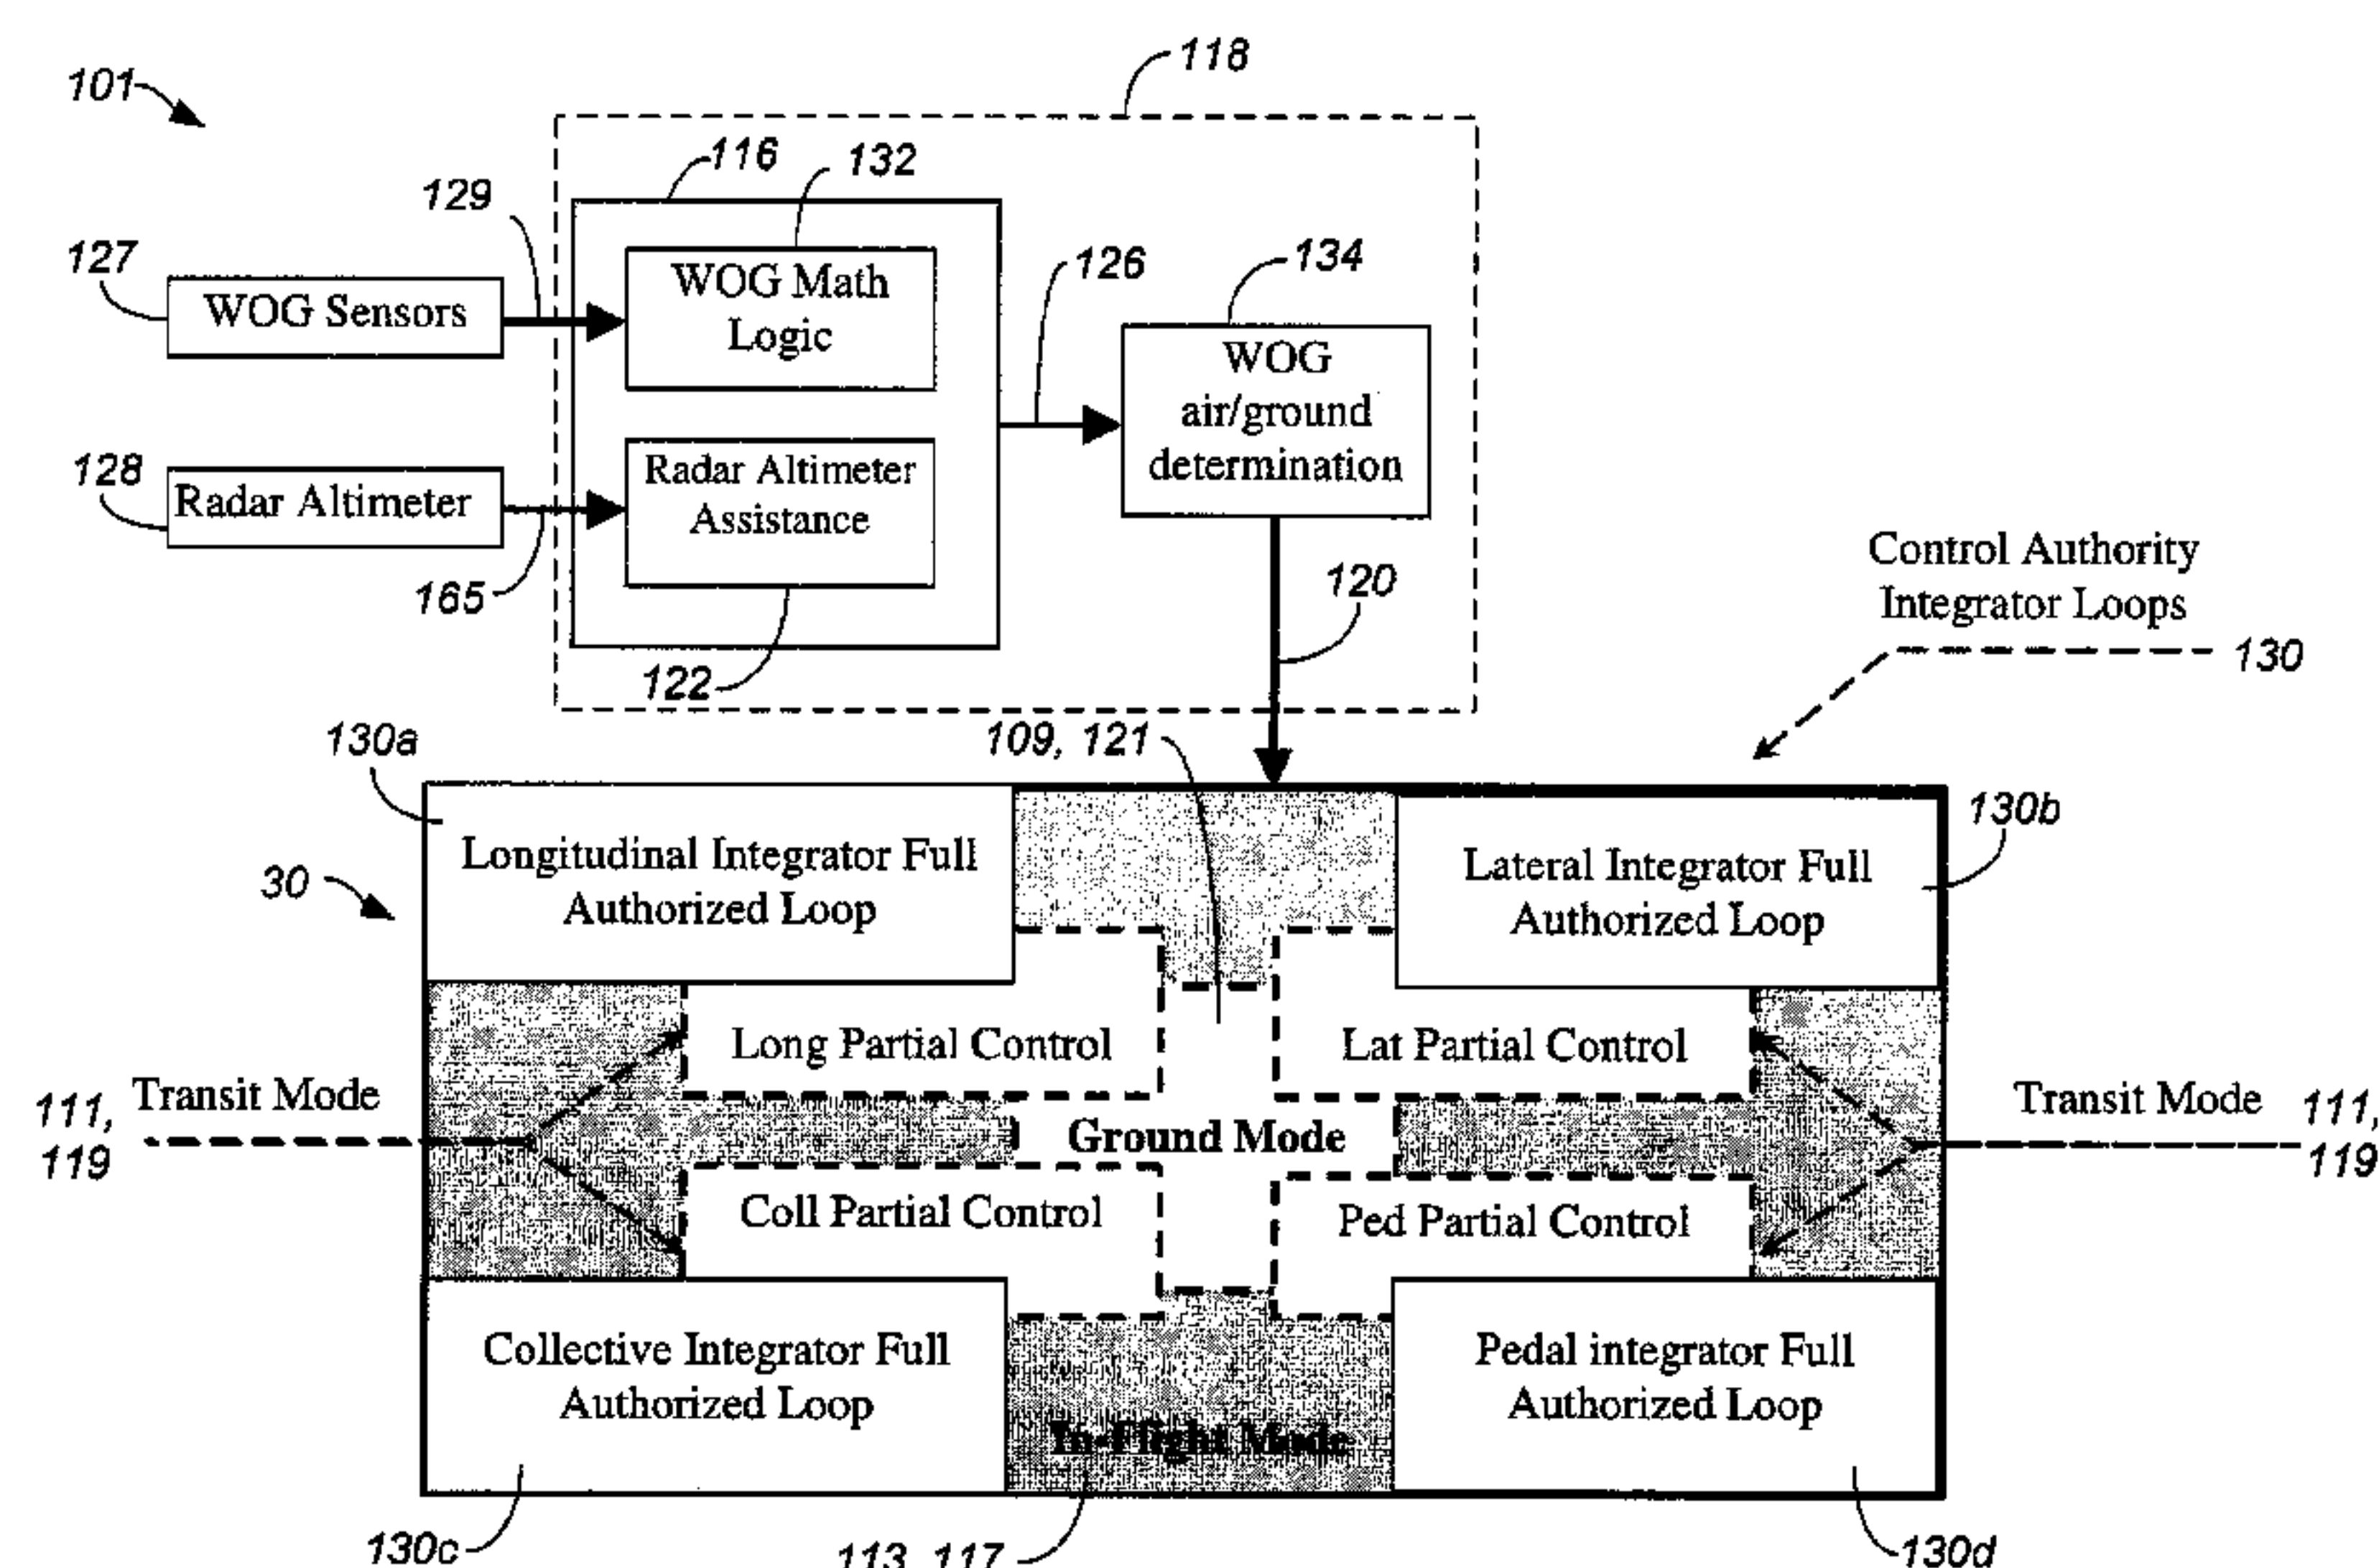 118
101
116
132
129
127
WOG Sensors
WOG Math
Logic
126
134
WOG
air/ground
determination
128
Radar Altimeter
Radar Altimeter
Assistance
165
122
120
Control Authority
Integrator Loops
130
109, 121
130a
130b
30
Longitudinal Integrator Full
Authorized Loop
Lateral Integrator Full
Authorized Loop
Long Partial Control
Lat Partial Control
111,
119
Transit Mode
Ground Mode
Transit Mode
111,
119
Coll Partial Control
Ped Partial Control
Collective Integrator Full
Authorized Loop
Pedal integrator Full
Authorized Loop
In-Flight Mode
130c
113, 117
130d